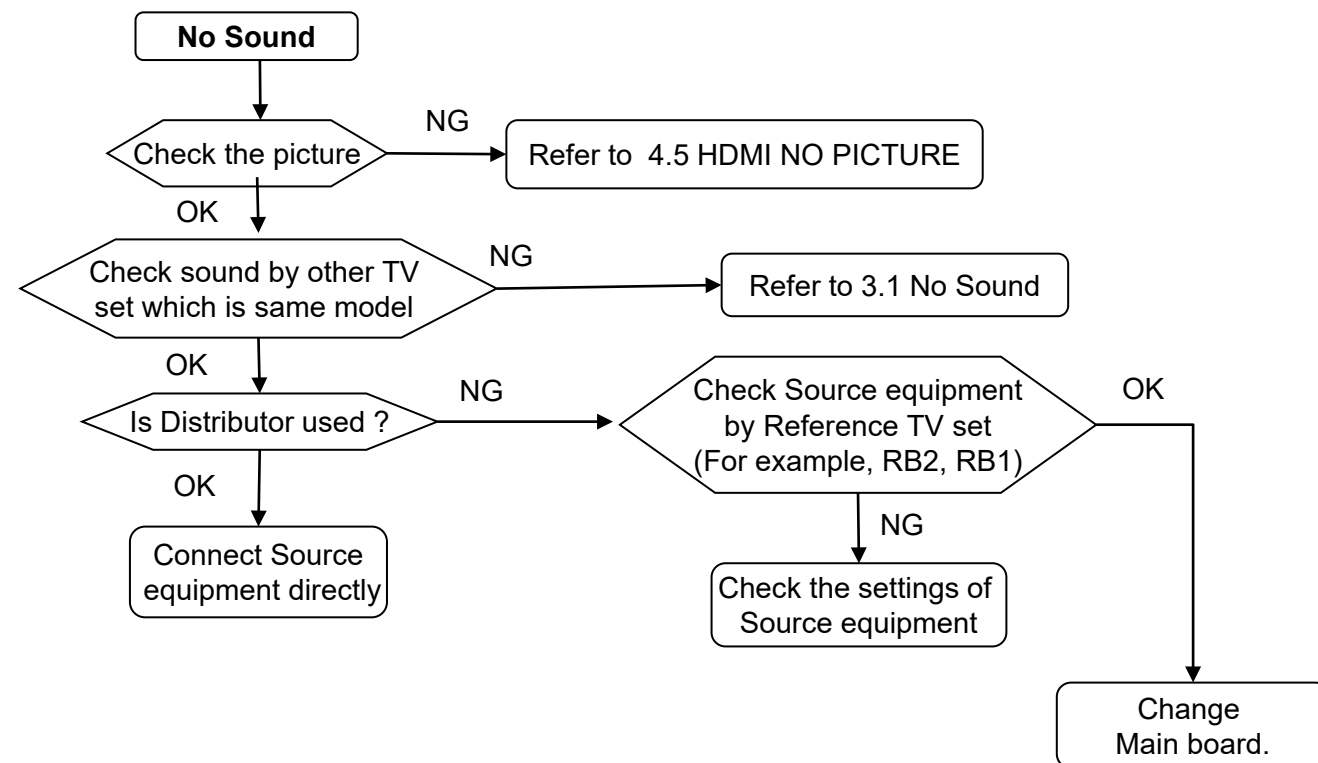 No Sound
NG
Check the picture
Refer to 4.5 HDMI NO PICTURE
OK
NG
Check sound by other TV
set which is same model
Refer to 3.1 No Sound
OK
NG
Is Distributor used ?
Check Source equipment
by Reference TV set
(For example, RB2, RB1)
OK
OK
Connect Source
equipment directly
NG
Check the settings of
Source equipment
Change
Main board.